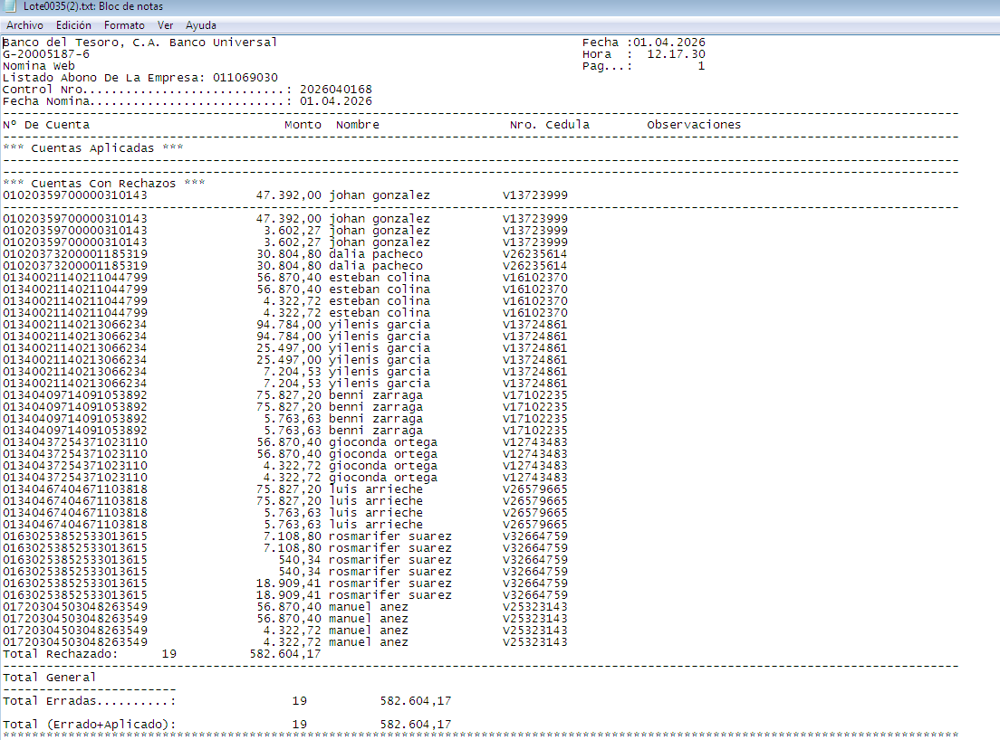 Lote0035(2).txt: Bloc de notas
Archivo Edición Formato Ver Ayuda
Banco del Tesoro, C.A. Banco Universal Fecha :01.04.2026
G-20005187-6 Hora : 12.17.30
Nomina Web Pag...: 1
Listado Abono De La Empresa: 011069030
Control Nro............................: 2026040168
Fecha Nomina...........................: 01.04.2026
------------------------------------------------------------------------------------------------------------------------------------
Nº De Cuenta Monto Nombre Nro. Cedula Observaciones
------------------------------------------------------------------------------------------------------------------------------------
*** Cuentas Aplicadas ***
------------------------------------------------------------------------------------------------------------------------------------
------------------------------------------------------------------------------------------------------------------------------------
*** Cuentas Con Rechazos ***
01020359700000310143 47.392,00 johan gonzalez V13723999
------------------------------------------------------------------------------------------------------------------------------------
01020359700000310143 47.392,00 johan gonzalez V13723999
01020359700000310143 3.602,27 johan gonzalez V13723999
01020359700000310143 3.602,27 johan gonzalez V13723999
01020373200001185319 30.804,80 dalia pacheco V26235614
01020373200001185319 30.804,80 dalia pacheco V26235614
01340021140211044799 56.870,40 esteban colina V16102370
01340021140211044799 56.870,40 esteban colina V16102370
01340021140211044799 4.322,72 esteban colina V16102370
01340021140211044799 4.322,72 esteban colina V16102370
01340021140213066234 94.784,00 yilenis garcia V13724861
01340021140213066234 94.784,00 yilenis garcia V13724861
01340021140213066234 25.497,00 yilenis garcia V13724861
01340021140213066234 25.497,00 yilenis garcia V13724861
01340021140213066234 7.204,53 yilenis garcia V13724861
01340021140213066234 7.204,53 yilenis garcia V13724861
01340409714091053892 75.827,20 benni zarraga V17102235
01340409714091053892 75.827,20 benni zarraga V17102235
01340409714091053892 5.763,63 benni zarraga V17102235
01340409714091053892 5.763,63 benni zarraga V17102235
01340437254371023110 56.870,40 gioconda ortega V12743483
01340437254371023110 56.870,40 gioconda ortega V12743483
01340437254371023110 4.322,72 gioconda ortega V12743483
01340437254371023110 4.322,72 gioconda ortega V12743483
01340467404671103818 75.827,20 luis arrieche V26579665
01340467404671103818 75.827,20 luis arrieche V26579665
01340467404671103818 5.763,63 luis arrieche V26579665
01340467404671103818 5.763,63 luis arrieche V26579665
01630253852533013615 7.108,80 rosmarifer suarez V32664759
01630253852533013615 7.108,80 rosmarifer suarez V32664759
01630253852533013615 540,34 rosmarifer suarez V32664759
01630253852533013615 540,34 rosmarifer suarez V32664759
01630253852533013615 18.909,41 rosmarifer suarez V32664759
01630253852533013615 18.909,41 rosmarifer suarez V32664759
01720304503048263549 56.870,40 manuel anez V25323143
01720304503048263549 56.870,40 manuel anez V25323143
01720304503048263549 4.322,72 manuel anez V25323143
01720304503048263549 4.322,72 manuel anez V25323143
Total Rechazado: 19 582.604,17
------------------------------------------------------------------------------------------------------------------------------------
Total General
------------------------
Total Erradas..........: 19 582.604,17
Total (Errado+Aplicado): 19 582.604,17
************************************************************************************************************************************